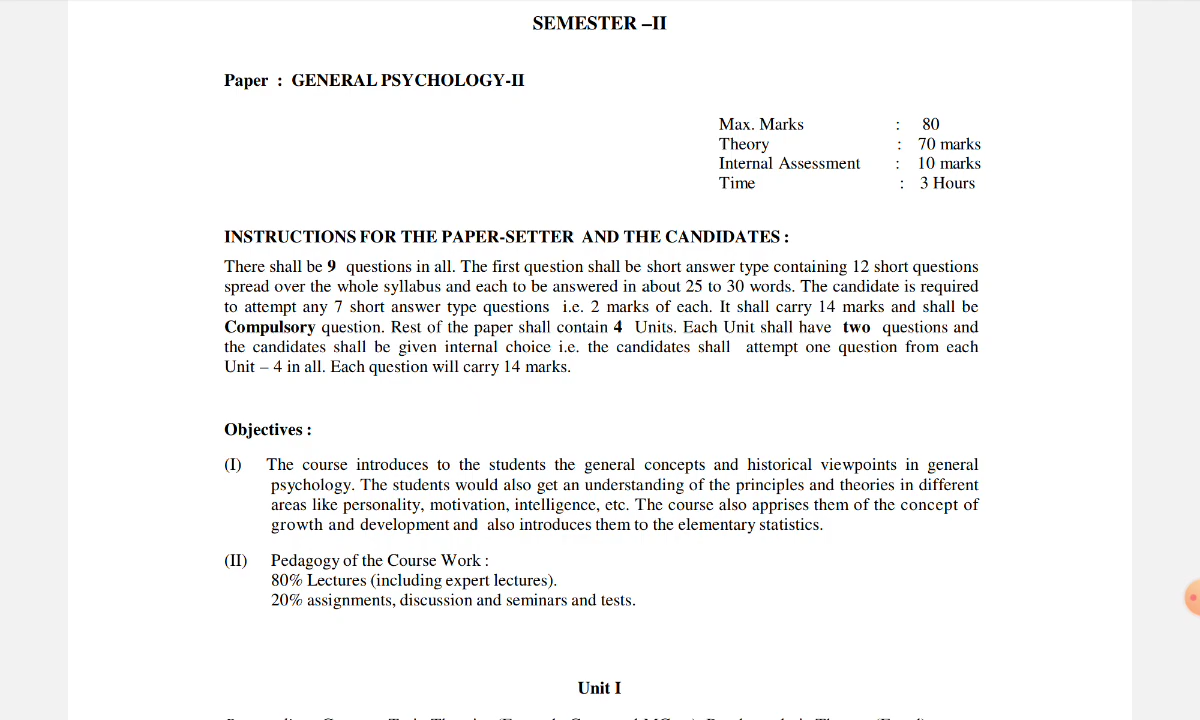 SEMESTER –II
Paper : GENERAL PSYCHOLOGY-II
Max. Marks : 80
Theory : 70 marks
Internal Assessment : 10 marks
Time : 3 Hours
INSTRUCTIONS FOR THE PAPER-SETTER AND THE CANDIDATES :
There shall be 9 questions in all. The first question shall be short answer type containing 12 short questions
spread over the whole syllabus and each to be answered in about 25 to 30 words. The candidate is required
to attempt any 7 short answer type questions i.e. 2 marks of each. It shall carry 14 marks and shall be
Compulsory question. Rest of the paper shall contain 4 Units. Each Unit shall have two questions and
the candidates shall be given internal choice i.e. the candidates shall attempt one question from each
Unit – 4 in all. Each question will carry 14 marks.
Objectives :
(I) The course introduces to the students the general concepts and historical viewpoints in general
psychology. The students would also get an understanding of the principles and theories in different
areas like personality, motivation, intelligence, etc. The course also apprises them of the concept of
growth and development and also introduces them to the elementary statistics.
(II) Pedagogy of the Course Work :
80% Lectures (including expert lectures).
20% assignments, discussion and seminars and tests.
Unit I